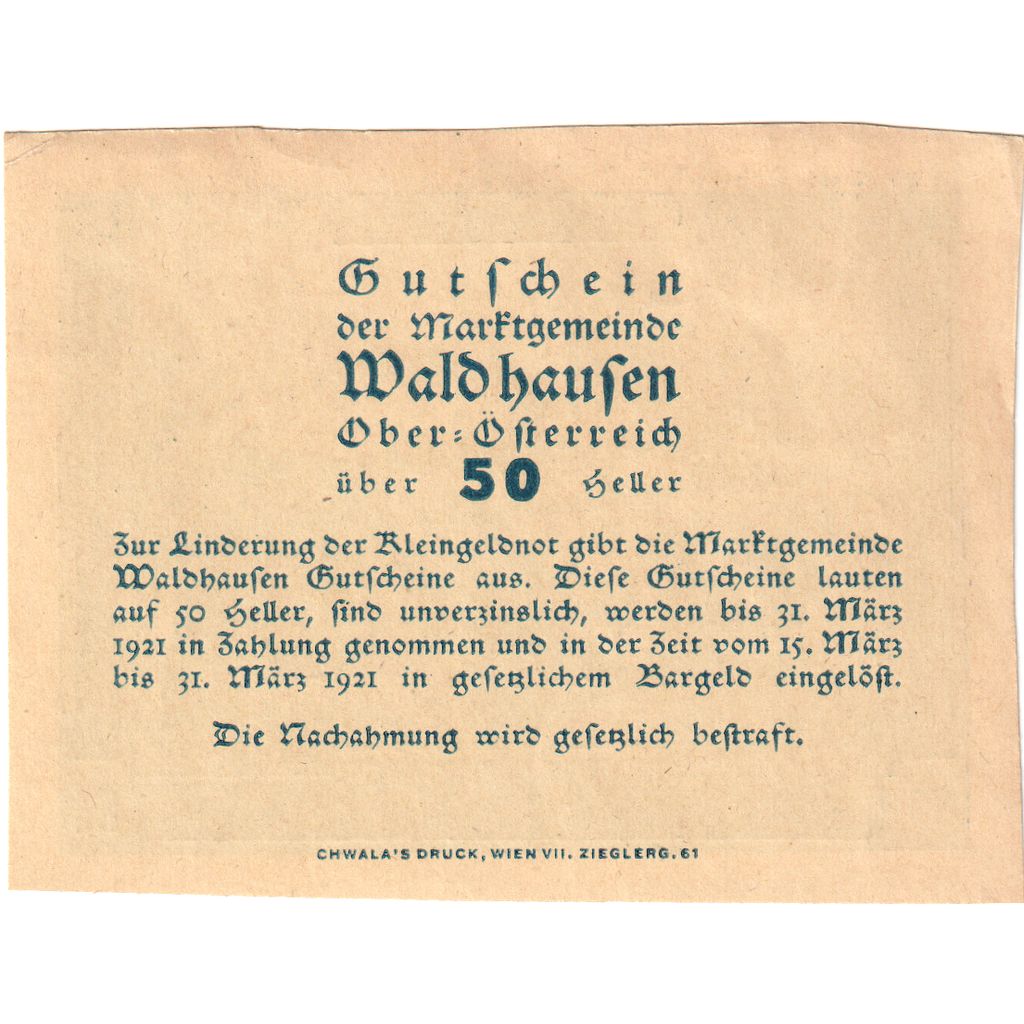 Gutschein
der Marktgemeinde
Waldhausen
Ober-Österreich
über 50 Heller
Zur Linderung der Kleingeldnot gibt die Marktgemeinde
Waldhausen Gutscheine aus. Diese Gutscheine lauten
auf 50 Heller, sind unverzinslich, werden bis 31. März
1921 in Zahlung genommen und in der Zeit vom 15. März
bis 31. März 1921 in gesetzlichem Bargeld eingelöst.
Die Nachahmung wird gesetzlich bestraft.
CHWALA'S DRUCK, WIEN VII. ZIEGLERG. 61